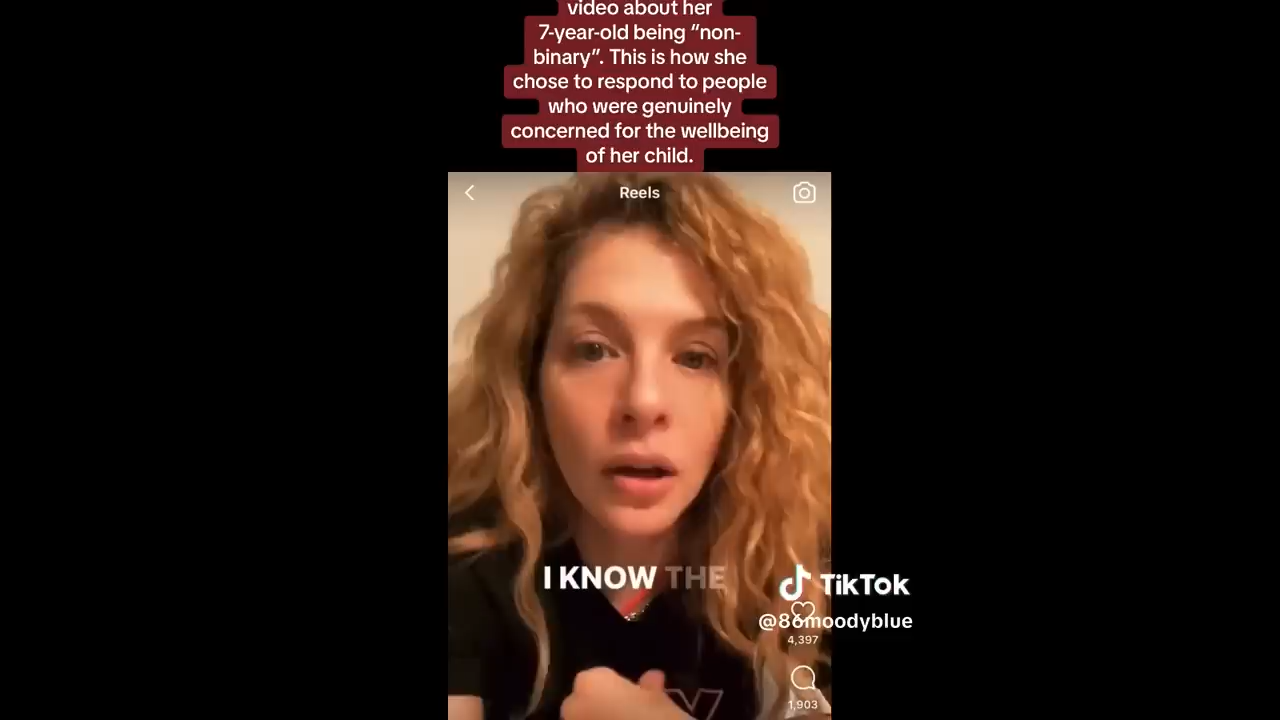 video about her
7-year-old being “non-
binary”. This is how she
chose to respond to people
who were genuinely
concerned for the wellbeing
of her child.
Reels
I KNOW THE
TikTok
@86moodyblue
4,397
1,903